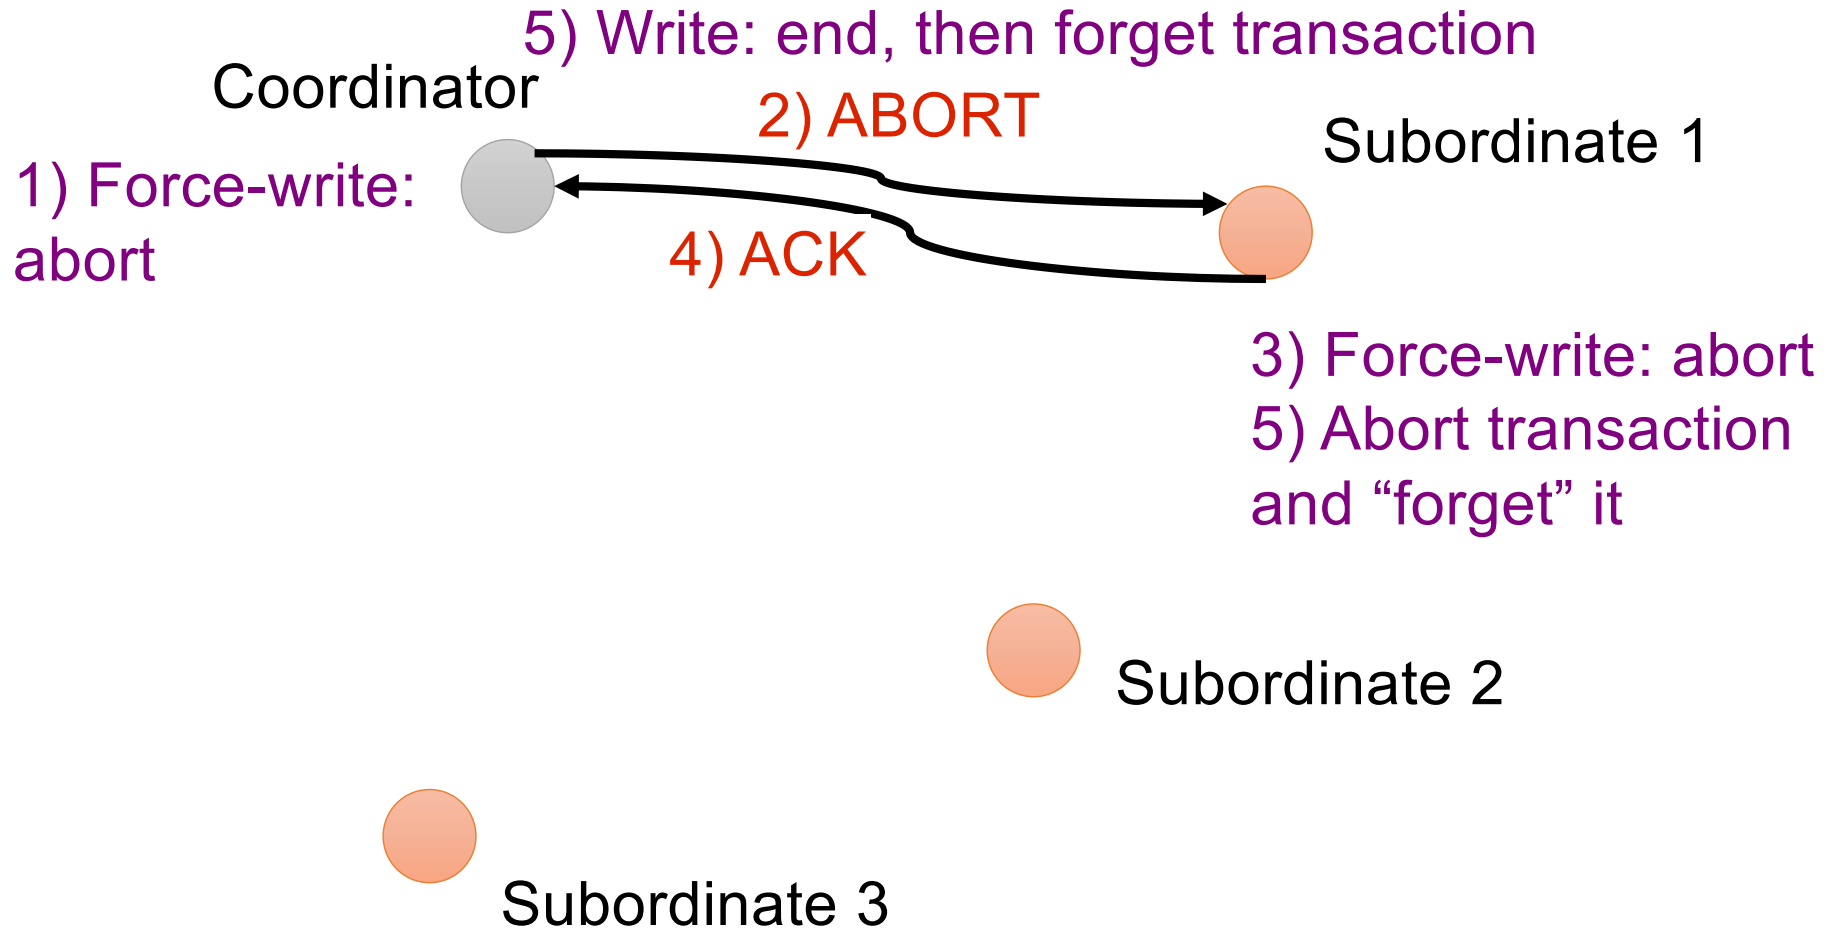 5) Write: end, then forget transaction
Coordinator
2) ABORT
Subordinate 1
1) Force-write:
abort
4) ACK
3) Force-write: abort
5) Abort transaction
and “forget” it
Subordinate 2
Subordinate 3